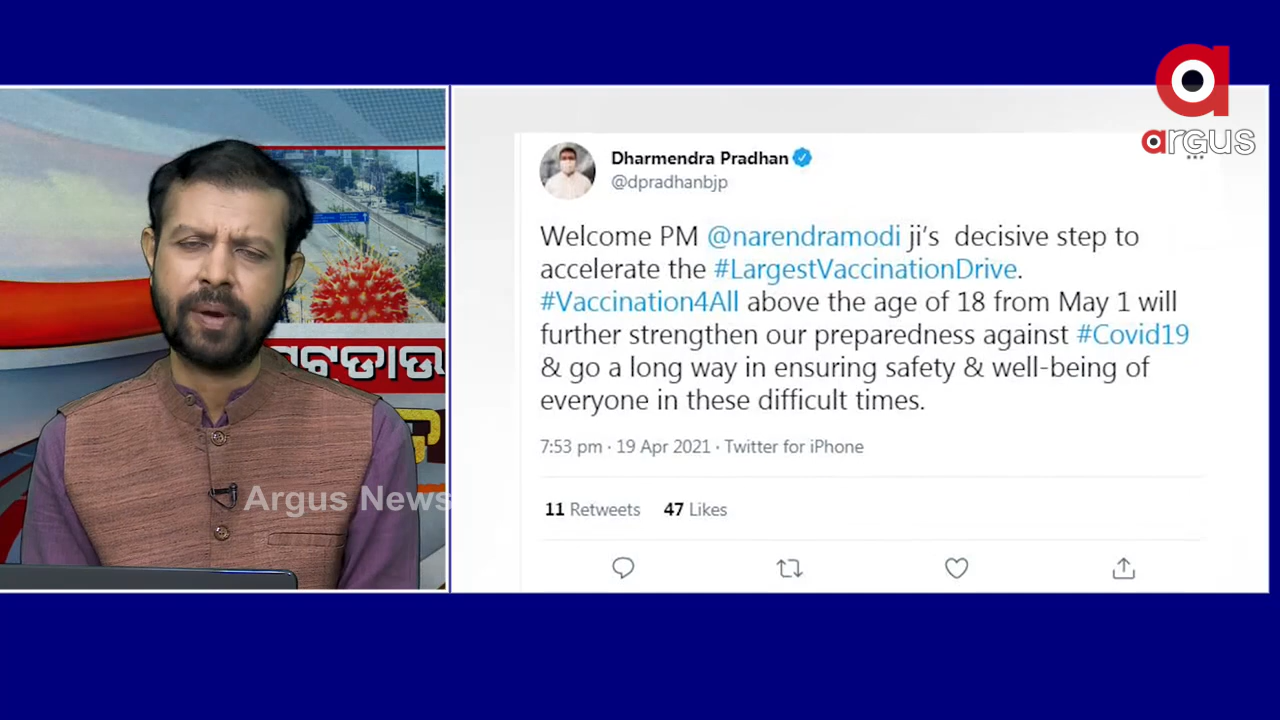 argus
Dharmendra Pradhan
@dpradhanbjp
Welcome PM @narendramodi ji's decisive step to
accelerate the #LargestVaccinationDrive.
#Vaccination4All above the age of 18 from May 1 will
further strengthen our preparedness against #Covid19
& go a long way in ensuring safety & well-being of
everyone in these difficult times.
7:53 pm · 19 Apr 2021 · Twitter for iPhone
11 Retweets 47 Likes
Argus News